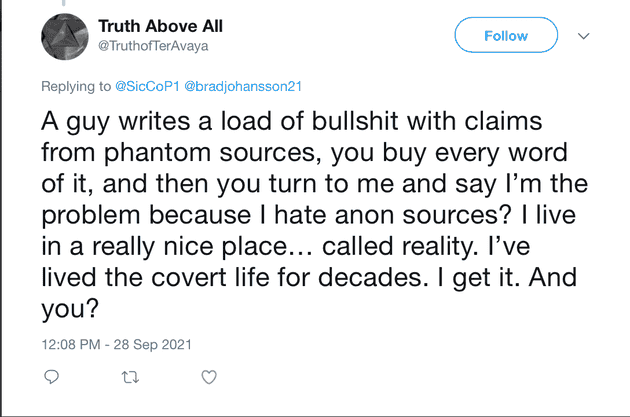 Truth Above All
@TruthofTerAvaya
Follow
Replying to @SicCoP1 @bradjohansson21
A guy writes a load of bullshit with claims
from phantom sources, you buy every word
of it, and then you turn to me and say I’m the
problem because I hate anon sources? I live
in a really nice place… called reality. I’ve
lived the covert life for decades. I get it. And
you?
12:08 PM - 28 Sep 2021